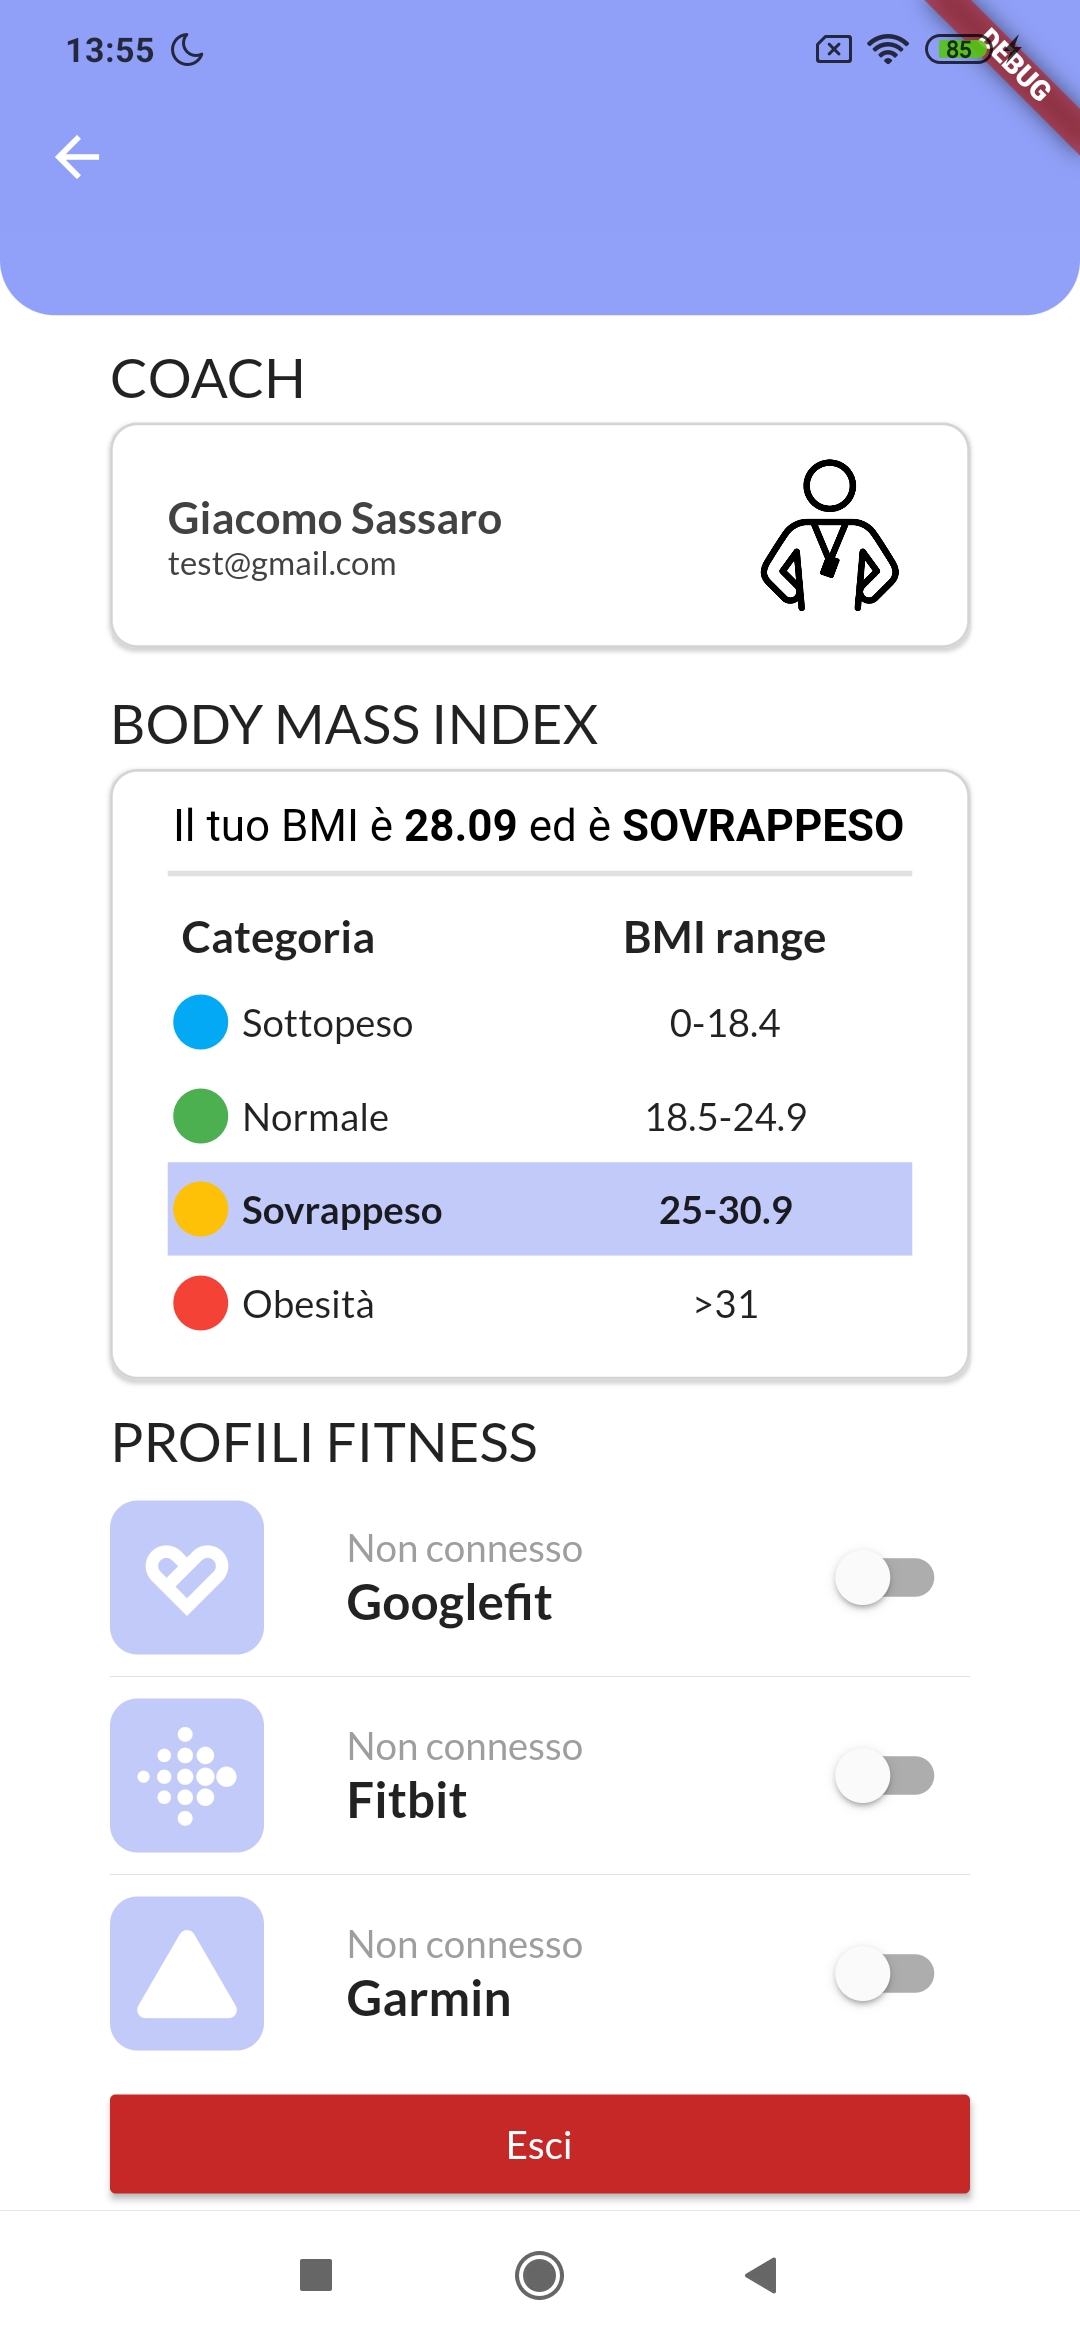 13:55
85
DEBUG
COACH
Giacomo Sassaro
test@gmail.com
BODY MASS INDEX
Il tuo BMI è 28.09 ed è SOVRAPPESO
Categoria BMI range
Sottopeso 0-18.4
Normale 18.5-24.9
Sovrappeso 25-30.9
Obesità >31
PROFILI FITNESS
Non connesso
Googlefit
Non connesso
Fitbit
Non connesso
Garmin
Esci